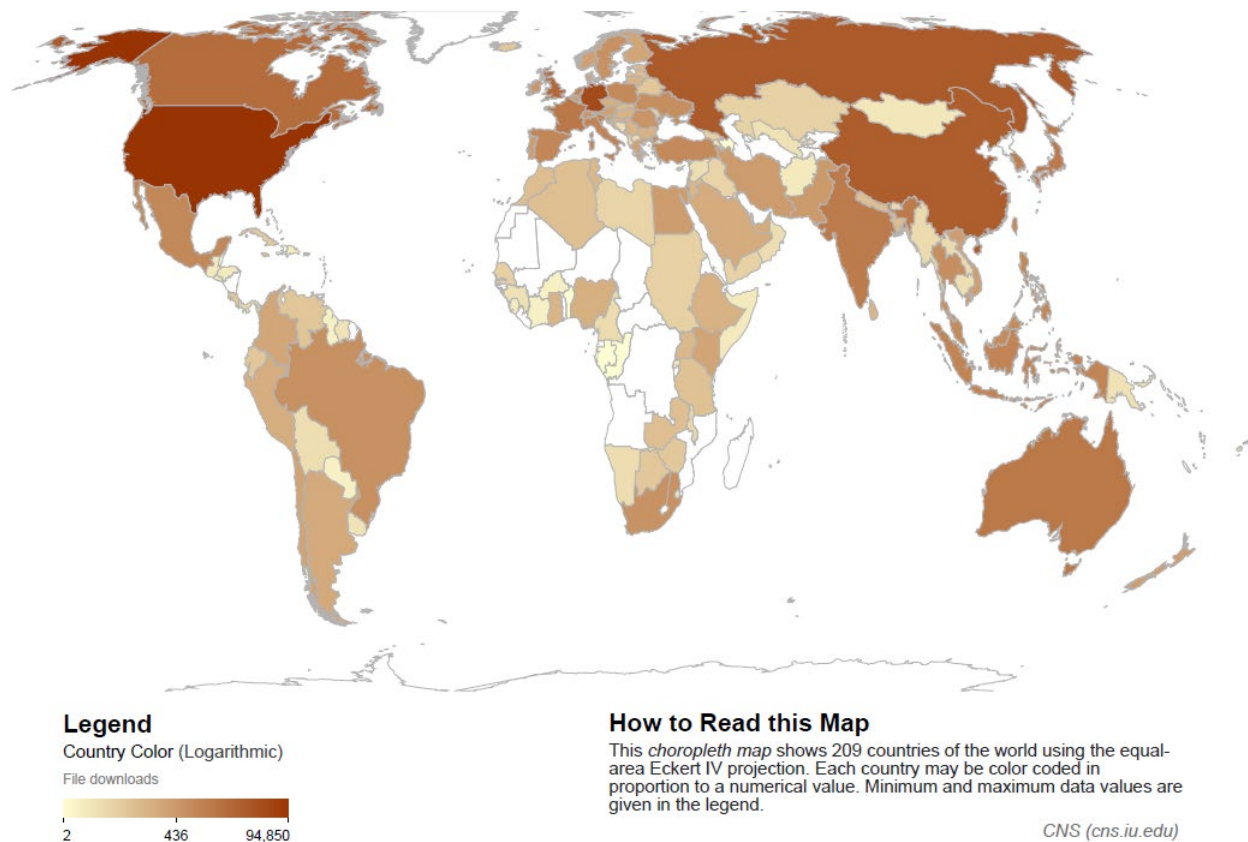 Legend
Country Color (Logarithmic)
File downloads
2 436 94,850
How to Read this Map
This choropleth map shows 209 countries of the world using the equal-
area Eckert IV projection. Each country may be color coded in
proportion to a numerical value. Minimum and maximum data values are
given in the legend.
CNS (cns.iu.edu)